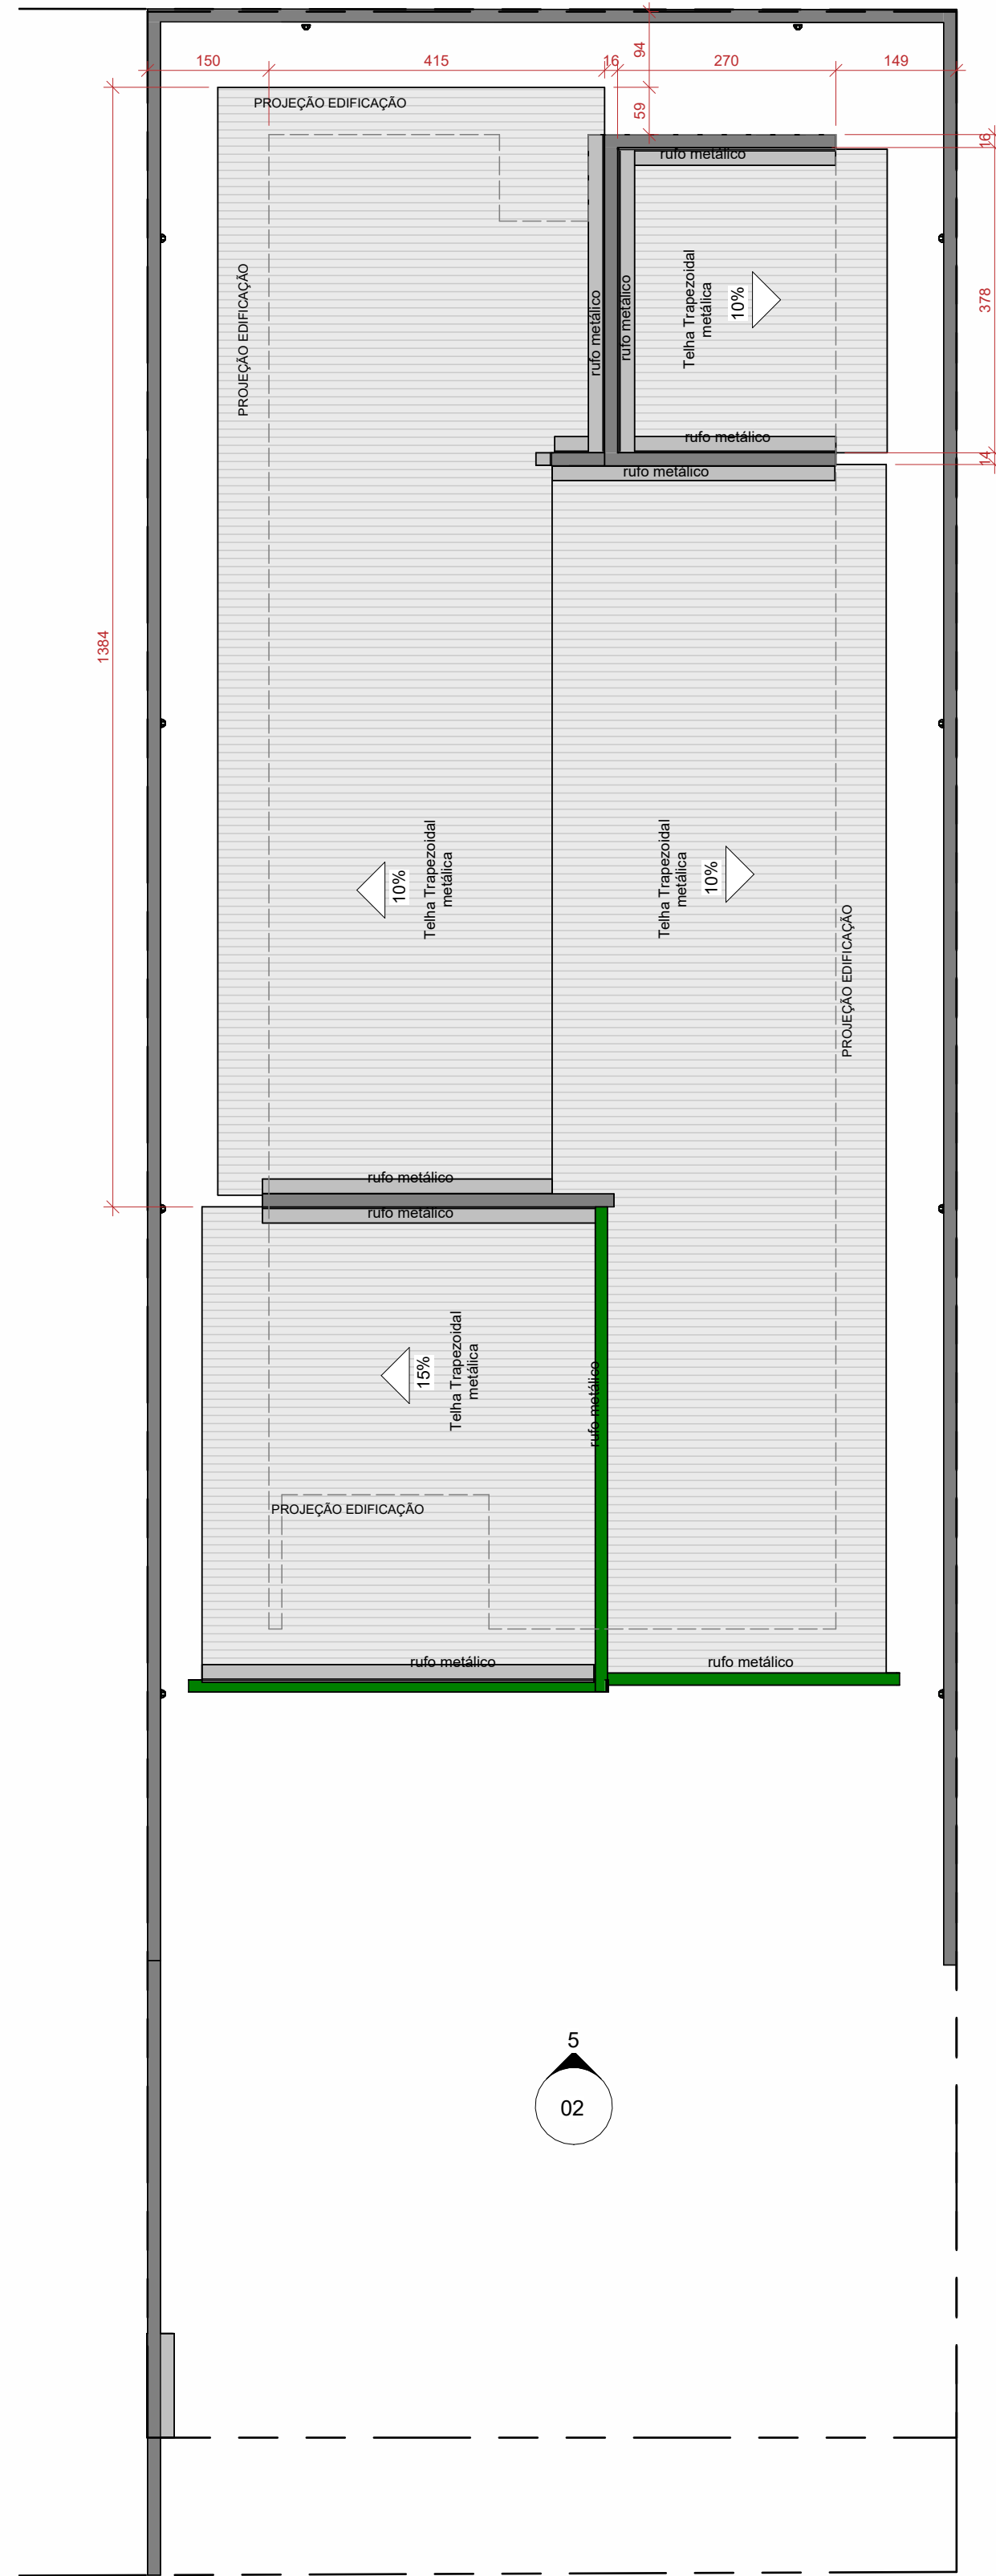 94
150
415
16
270
149
59
PROJEÇÃO EDIFICAÇÃO
16
rufo metálico
PROJEÇÃO EDIFICAÇÃO
rufo metálico
rufo metálico
Telha Trapezoidal
metálica
10%
378
rufo metálico
14
rufo metálico
1384
10%
Telha Trapezoidal
metálica
Telha Trapezoidal
metálica
10%
PROJEÇÃO EDIFICAÇÃO
rufo metálico
rufo metálico
15%
Telha Trapezoidal
metálica
rufo metálico
PROJEÇÃO EDIFICAÇÃO
rufo metálico
rufo metálico
5
02